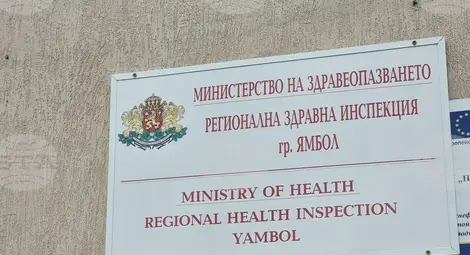 МИНИСТЕРСТВО НА ЗДРАВЕОПАЗВАНЕТО
РЕГИОНАЛНА ЗДРАВНА ИНСПЕКЦИЯ
гр. ЯМБОЛ
MINISTRY OF HEALTH
REGIONAL HEALTH INSPECTION
YAMBOL